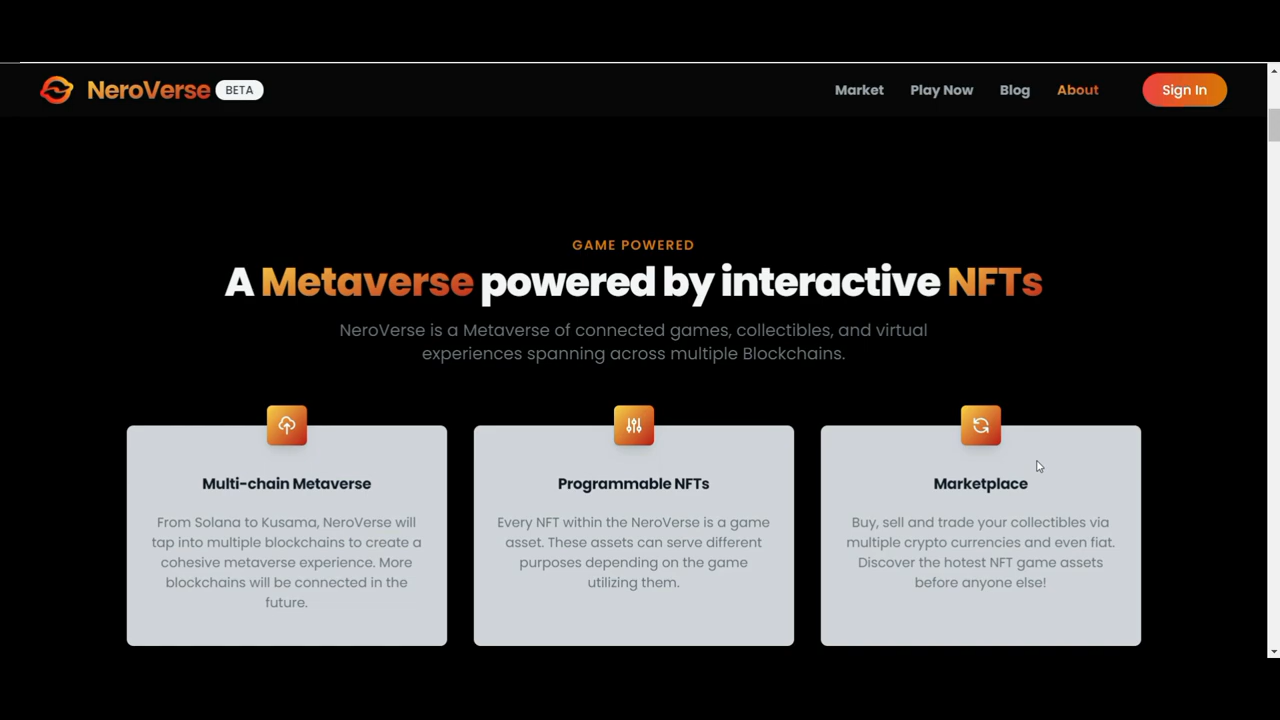 NeroVerse BETA
Market Play Now Blog About Sign In
GAME POWERED
A Metaverse powered by interactive NFTs
NeroVerse is a Metaverse of connected games, collectibles, and virtual
experiences spanning across multiple Blockchains.
Multi-chain Metaverse
From Solana to Kusama, NeroVerse will
tap into multiple blockchains to create a
cohesive metaverse experience. More
blockchains will be connected in the
future.
Programmable NFTs
Every NFT within the NeroVerse is a game
asset. These assets can serve different
purposes depending on the game
utilizing them.
Marketplace
Buy, sell and trade your collectibles via
multiple crypto currencies and even fiat.
Discover the hotest NFT game assets
before anyone else!